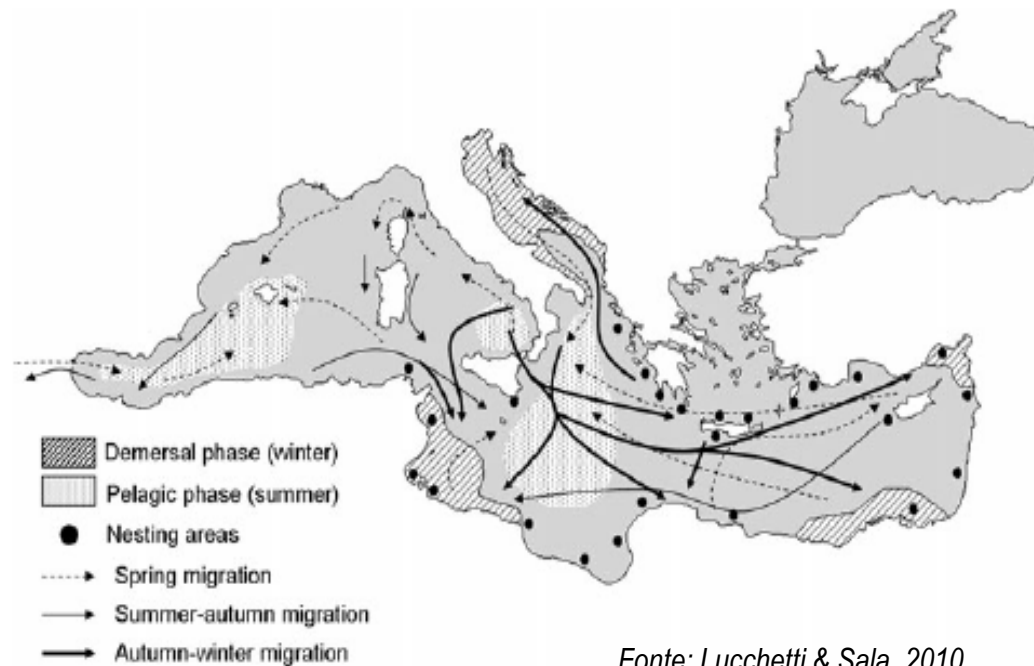 Demersal phase (winter)
Pelagic phase (summer)
Nesting areas
Spring migration
Summer-autumn migration
Autumn-winter migration
Fonte: Lucchetti & Sala, 2010